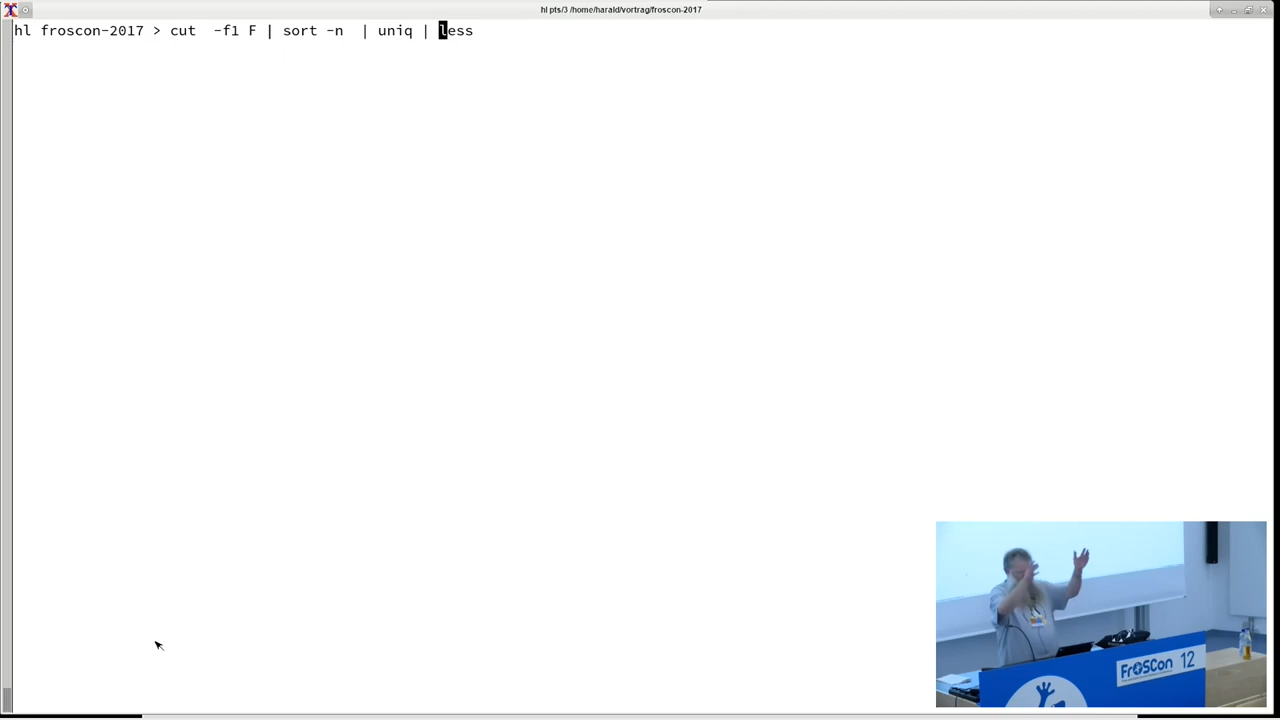 hl pts/3 /home/harald/vortrag/froscon-2017
hl froscon-2017 > cut  -f1 F | sort -n  | uniq | less
FrOSCon 12